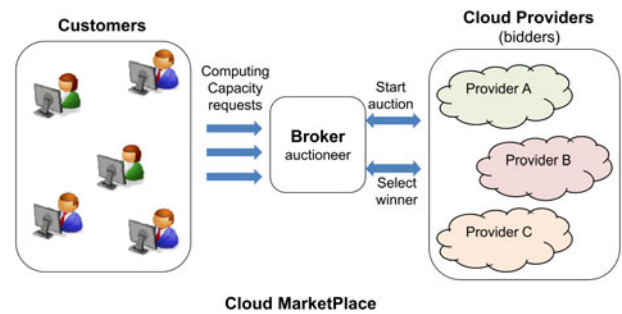 Customers
Computing
Capacity
requests
Broker
auctioneer
Start
auction
Select
winner
Cloud Providers
(bidders)
Provider A
Provider B
Provider C
Cloud MarketPlace